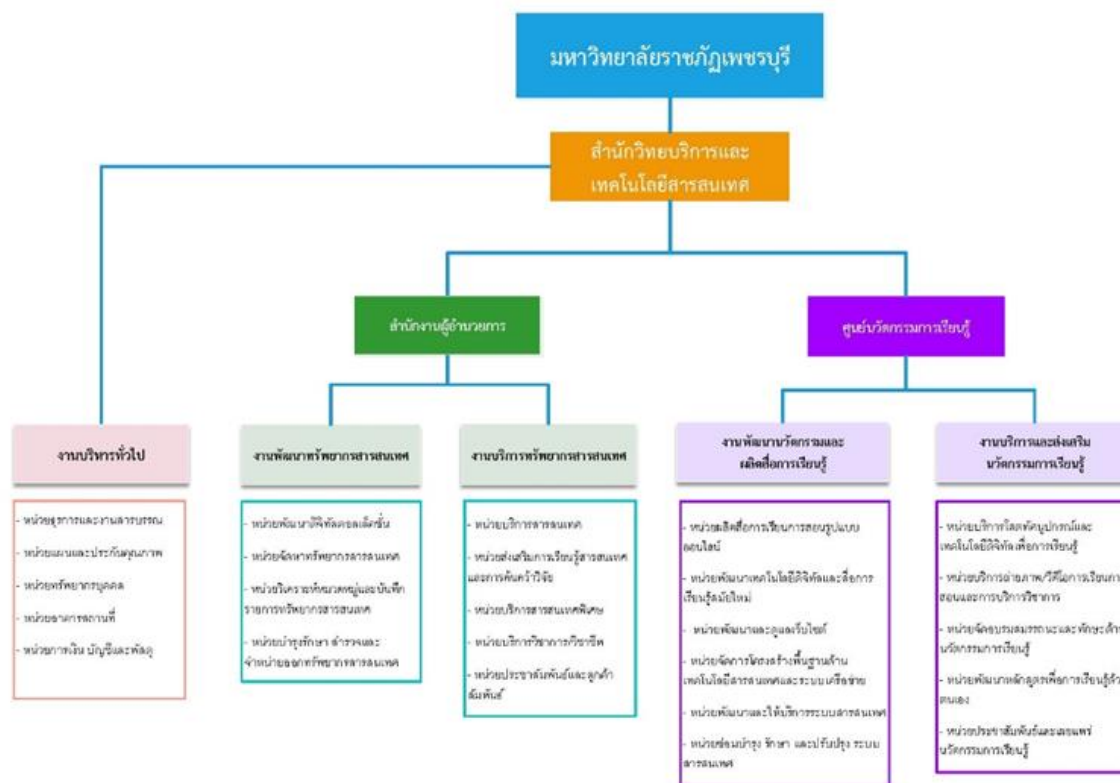 มหาวิทยาลัยราชภัฏเพชรบุรี
สำนักวิทยบริการและ
เทคโนโลยีสารสนเทศ
สำนักงานผู้อำนวยการ
ศูนย์นวัตกรรมการเรียนรู้
งานบริหารทั่วไป
- หน่วยธุรการและงานสารบรรณ
- หน่วยแผนและประกันคุณภาพ
- หน่วยทรัพยากรบุคคล
- หน่วยอาคารสถานที่
- หน่วยการเงิน บัญชีและพัสดุ
งานพัฒนาทรัพยากรสารสนเทศ
- หน่วยพัฒนาดิจิทัลคอลเล็คชั่น
- หน่วยจัดหาทรัพยากรสารสนเทศ
- หน่วยวิเคราะห์หมวดหมู่และบันทึก
รายการทรัพยากรสารสนเทศ
- หน่วยบำรุงรักษา สำรวจและ
จำหน่ายออกทรัพยากรสารสนเทศ
งานบริการทรัพยากรสารสนเทศ
- หน่วยบริการสารสนเทศ
- หน่วยส่งเสริมการเรียนรู้สารสนเทศ
และการค้นคว้าวิจัย
- หน่วยบริการสารสนเทศพิเศษ
- หน่วยบริการวิชาการ/วิชาชีพ
- หน่วยประชาสัมพันธ์และลูกค้า
สัมพันธ์
งานพัฒนานวัตกรรมและ
ผลิตสื่อการเรียนรู้
- หน่วยผลิตสื่อการเรียนการสอนรูปแบบ
ออนไลน์
- หน่วยพัฒนาเทคโนโลยีดิจิทัลและสื่อการ
เรียนรู้สมัยใหม่
- หน่วยพัฒนาและดูแลเว็บไซต์
- หน่วยจัดการโครงสร้างพื้นฐานด้าน
เทคโนโลยีสารสนเทศและระบบเครือข่าย
- หน่วยพัฒนาและให้บริการระบบสารสนเทศ
- หน่วยซ่อมบำรุง รักษา และปรับปรุง ระบบ
สารสนเทศ
งานบริการและส่งเสริม
นวัตกรรมการเรียนรู้
- หน่วยบริการโสตทัศนูปกรณ์และ
เทคโนโลยีดิจิทัลเพื่อการเรียนรู้
- หน่วยบริการถ่ายภาพ/วีดีโอการเรียนการ
สอนและการบริการวิชาการ
- หน่วยจัดอบรมสมรรถนะและทักษะด้าน
นวัตกรรมการเรียนรู้
- หน่วยพัฒนาหลักสูตรเพื่อการเรียนรู้ด้ว
ตนเอง
- หน่วยประชาสัมพันธ์และเผยแพร่
นวัตกรรมการเรียนรู้